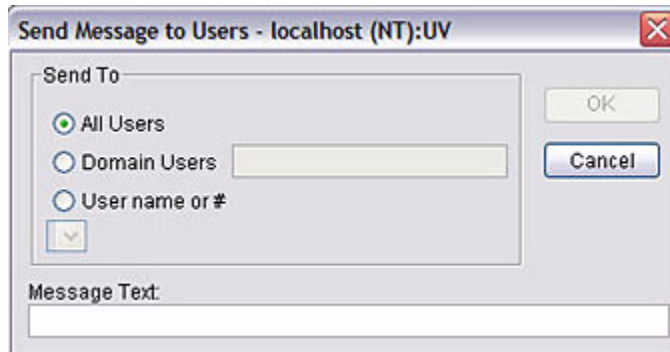 Send Message to Users - localhost (NT):UV
Send To
All Users
OK
Domain Users
Cancel
User name or #
Message Text: